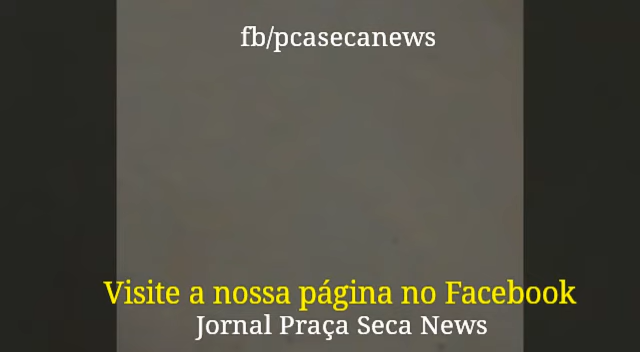 fb/pcasecanews
Visite a nossa página no Facebook
Jornal Praça Seca News